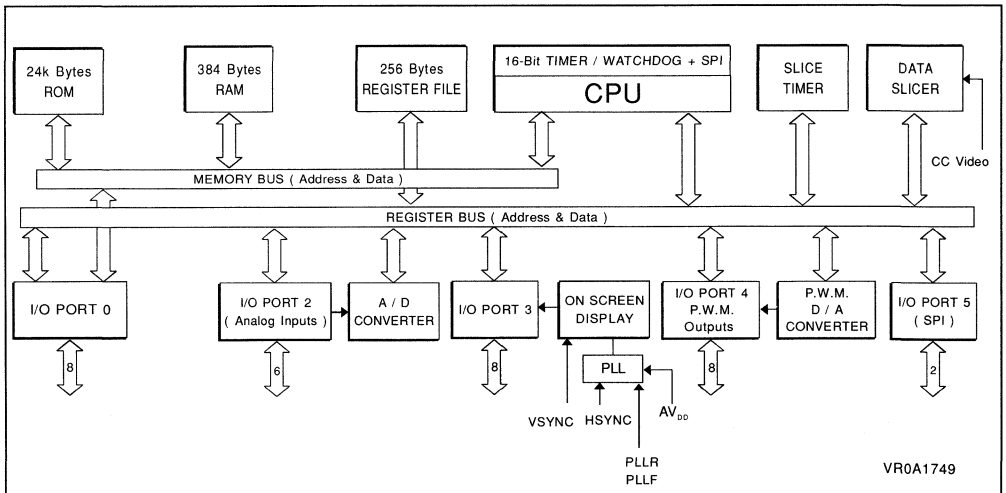 24k Bytes
ROM
384 Bytes
RAM
256 Bytes
REGISTER FILE
16-Bit TIMER / WATCHDOG + SPI
CPU
SLICE
TIMER
DATA
SLICER
CC Video
MEMORY BUS ( Address & Data )
REGISTER BUS ( Address & Data )
I/O PORT 0
I/O PORT 2
( Analog Inputs )
A / D
CONVERTER
I/O PORT 3
ON SCREEN
DISPLAY
I/O PORT 4
P.W.M.
Outputs
P.W.M.
D / A
CONVERTER
I/O PORT 5
( SPI )
PLL
8
6
8
8
2
VSYNC
HSYNC
AVDD
PLLR
PLLF
VR0A1749